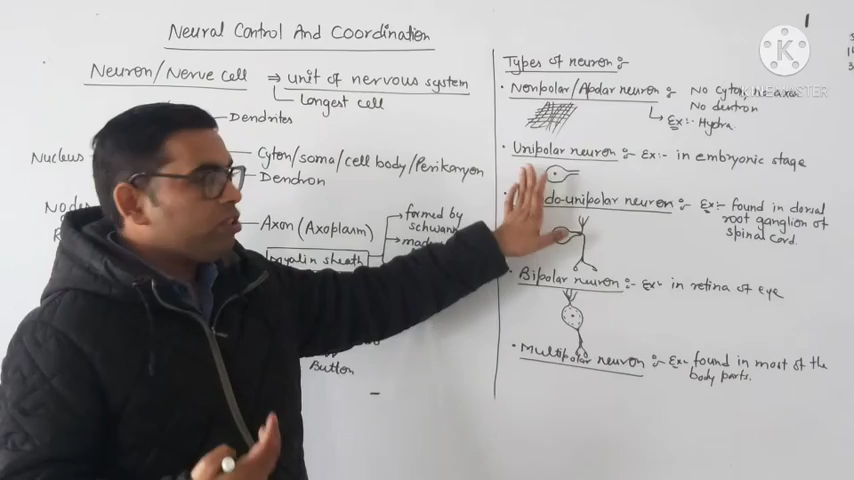 Neural Control And Coordination
Neuron/Nerve cell ⇒ unit of nervous system
Longest cell
Dendrites
Nucleus
Cyton/soma/cell body/Perikaryon
Dendron
Axon (Axoplasm)
formed by
Schwann
Myalin sheath
Button
Types of neuron :-
• Nonpolar/Apolar neuron :- No cyton, no axon
No dentron
Ex:- Hydra.
• Unipolar neuron :- Ex:- in embryonic stage
do-unipolar neuron :- Ex:- found in dorsal
root ganglion of
spinal cord.
• Bipolar neuron :- Ex- in retina of eye
• Multipolar neuron :- Ex- found in most of the
body parts.
1
K
KINEMASTER